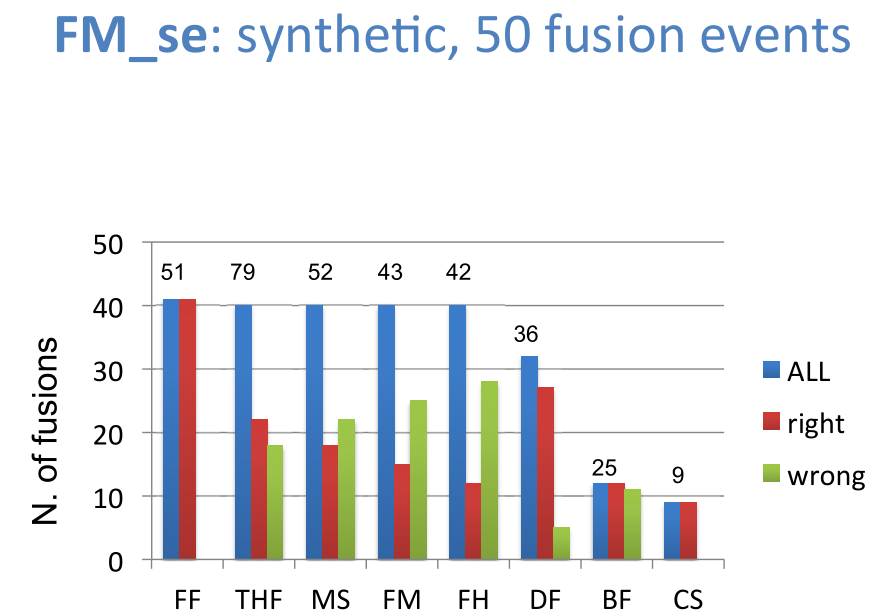 FM_se: synthetic, 50 fusion events
N. of fusions
50
40
30
20
10
0
51 79 52 43 42 36 25 9
FF THF MS FM FH DF BF CS
ALL
right
wrong